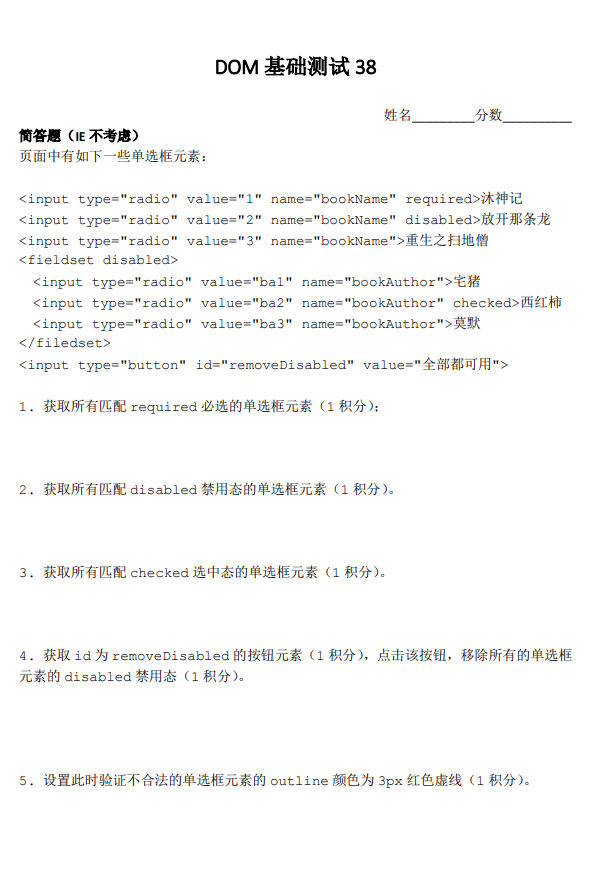 DOM 基础测试 38
姓名_________分数__________
简答题（IE 不考虑）
页面中有如下一些单选框元素：
<input type="radio" value="1" name="bookName" required>沐神记
<input type="radio" value="2" name="bookName" disabled>放开那条龙
<input type="radio" value="3" name="bookName">重生之扫地僧
<fieldset disabled>
<input type="radio" value="ba1" name="bookAuthor">宅猪
<input type="radio" value="ba2" name="bookAuthor" checked>西红柿
<input type="radio" value="ba3" name="bookAuthor">莫默
</filedset>
<input type="button" id="removeDisabled" value="全部都可用">
1. 获取所有匹配 required 必选的单选框元素（1 积分）；
2. 获取所有匹配 disabled 禁用态的单选框元素（1 积分）。
3. 获取所有匹配 checked 选中态的单选框元素（1 积分）。
4. 获取 id 为 removeDisabled 的按钮元素（1 积分），点击该按钮，移除所有的单选框
元素的 disabled 禁用态（1 积分）。
5. 设置此时验证不合法的单选框元素的 outline 颜色为 3px 红色虚线（1 积分）。